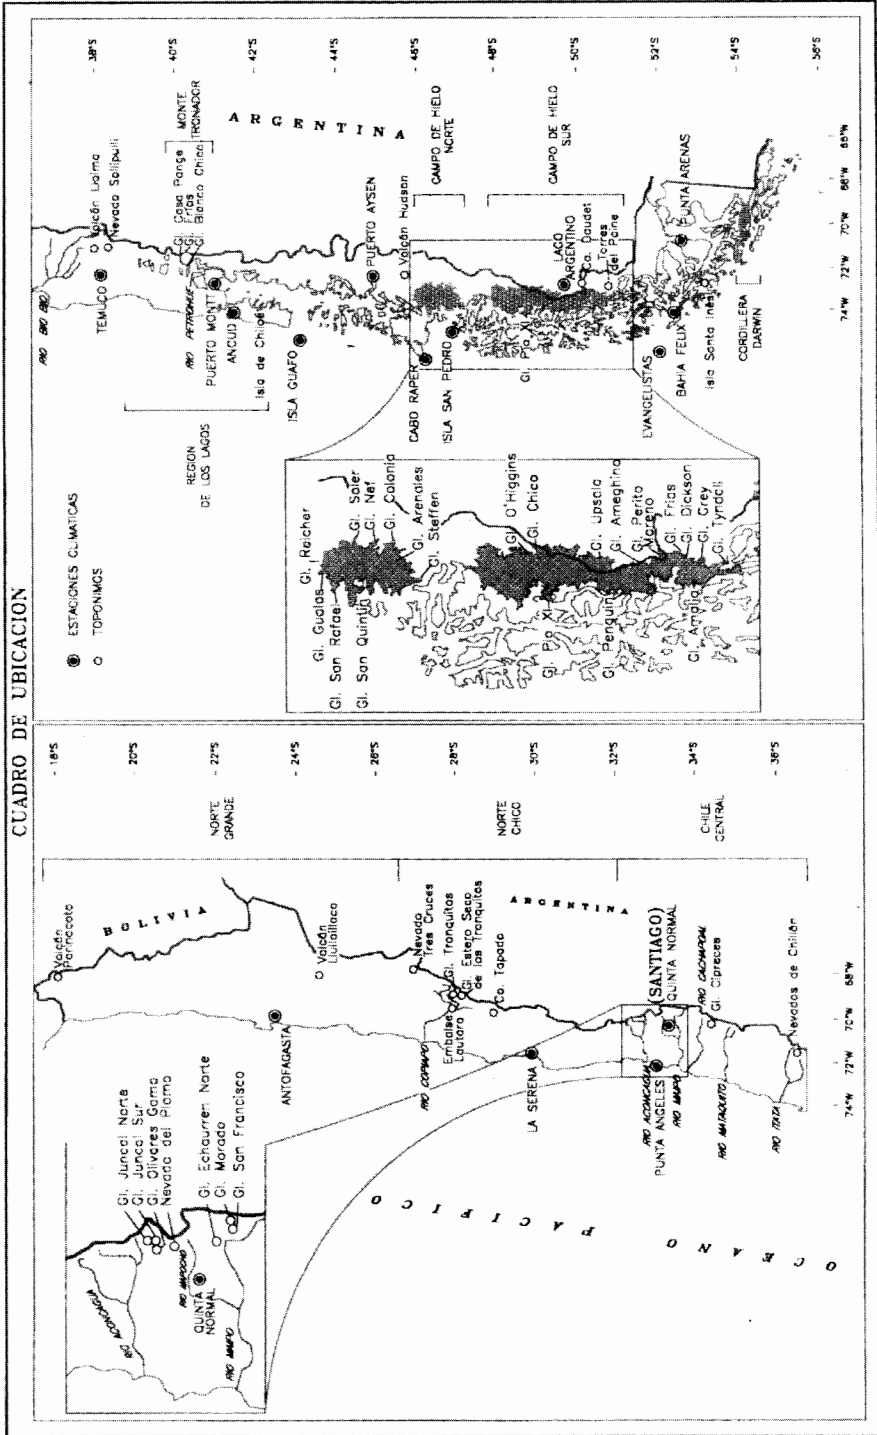 CUADRO DE UBICACION
18°S
20°S
22°S
24°S
26°S
28°S
30°S
32°S
34°S
36°S
NORTE
GRANDE
NORTE
CHICO
CHILE
CENTRAL
BOLIVIA
ARGENTINA
Volcán
Parinacota
Volcán
Llullaillaco
Nevado
Tres Cruces
Gl. Tronquitos
Gl. Estero Seco
de los Tronquitos
Co. Tapado
(SANTIAGO)
QUINTA NORMAL
RIO CACHAPOAL
Gl. Cipreces
Nevados de Chillán
ANTOFAGASTA
RIO COPIAPO
Embalse
Lautaro
LA SERENA
RIO ACONCAGUA
PUNTA ANGELES
RIO MAIPO
RIO MATAQUITO
RIO ITATA
68°W
70°W
72°W
74°W
OCEANO PACIFICO
Gl. Juncal Norte
Gl. Juncal Sur
Gl. Olivares Gama
Nevado del Plomo
Gl. Echaurren Norte
Gl. Morado
Gl. San Francisco
RIO ACONCAGUA
RIO MAPOCHO
QUINTA
NORMAL
RIO MAIPO
38°S
40°S
42°S
44°S
46°S
48°S
50°S
52°S
54°S
56°S
MONTE
TRONADOR
CAMPO DE HIELO
NORTE
CAMPO DE HIELO
SUR
ARGENTINA
Volcán Llaima
Nevado Sollipulli
Gl. Casa Pangе
Gl. Frías
Gl. Blanco Chico
RIO BIO BIO
TEMUCO
RIO PETROHUE
PUERTO MONTT
ANCUD
Isla de Chiloé
ISLA GUAFO
PUERTO AYSEN
Volcán Hudson
CABO RAPER
ISLA SAN PEDRO
Gl. Pío XI
LAGO
ARGENTINO
Co. Daudet
Torres
del Paine
EVANGELISTAS
BAHIA FELIX
Isla Santa Inés
PUNTA ARENAS
CORDILLERA
DARWIN
66°W
68°W
70°W
72°W
74°W
REGION
DE LOS LAGOS
ESTACIONES CLIMATICAS
TOPONIMOS
Gl. Reicher
Gl. Gualas
Gl. San Rafael
Gl. San Quintín
Gl. Soler
Gl. Nef
Gl. Colonia
Gl. Arenales
Gl. Steffen
Gl. O'Higgins
Gl. Chico
Gl. Upsala
Gl. Ameghino
Gl. Perito
Moreno
Gl. Frías
Gl. Dickson
Gl. Grey
Gl. Tyndall
Gl. Pío XI
Gl. Penguin
Gl. Amalia